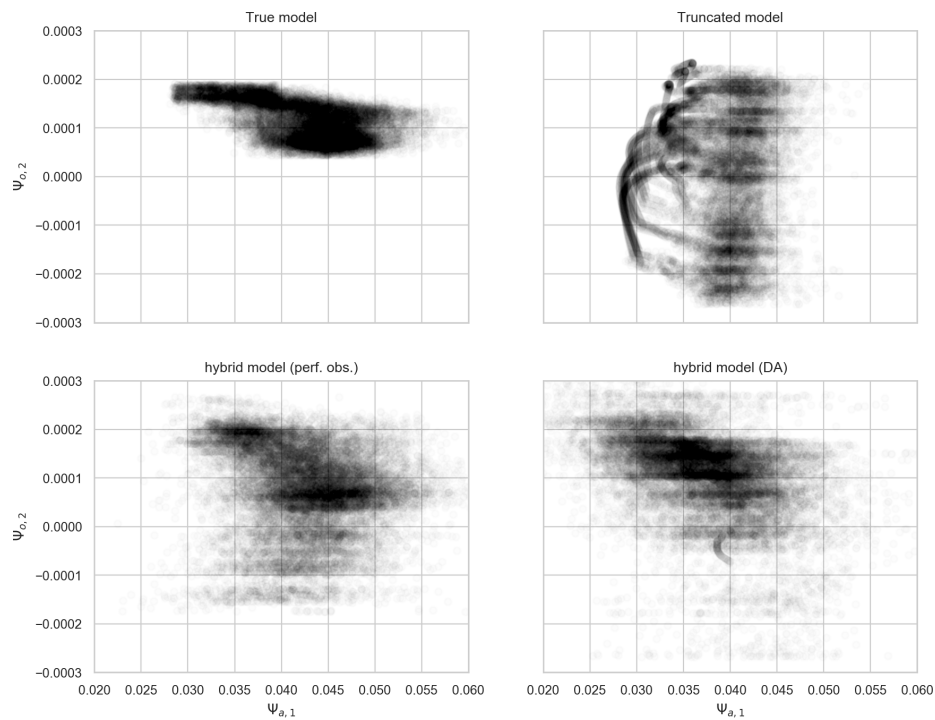 True model
Truncated model
0.0003
0.0002
0.0001
0.0000
−0.0001
−0.0002
−0.0003
Ψo, 2
hybrid model (perf. obs.)
hybrid model (DA)
0.0003
0.0002
0.0001
0.0000
−0.0001
−0.0002
−0.0003
Ψo, 2
0.020 0.025 0.030 0.035 0.040 0.045 0.050 0.055 0.060
0.020 0.025 0.030 0.035 0.040 0.045 0.050 0.055 0.060
Ψa, 1
Ψa, 1